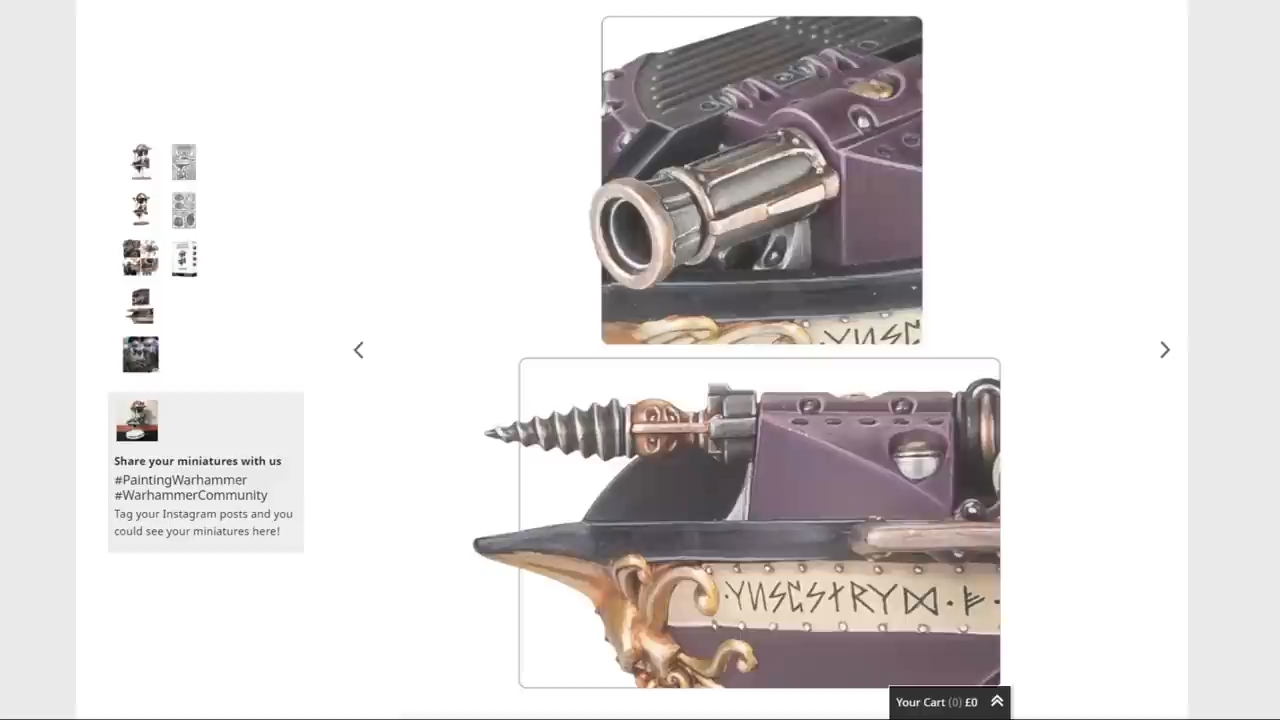 Share your miniatures with us
#PaintingWarhammer
#WarhammerCommunity
Tag your Instagram posts and you
could see your miniatures here!
Your Cart (0) £0